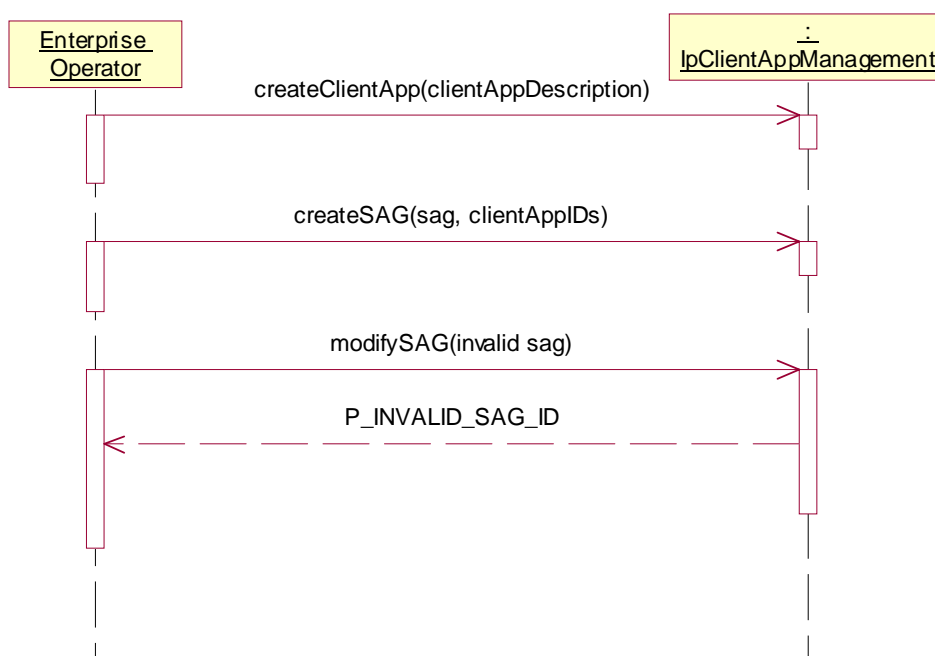 Enterprise
Operator
:
IpClientAppManagement
createClientApp(clientAppDescription)
createSAG(sag, clientAppIDs)
modifySAG(invalid sag)
P_INVALID_SAG_ID